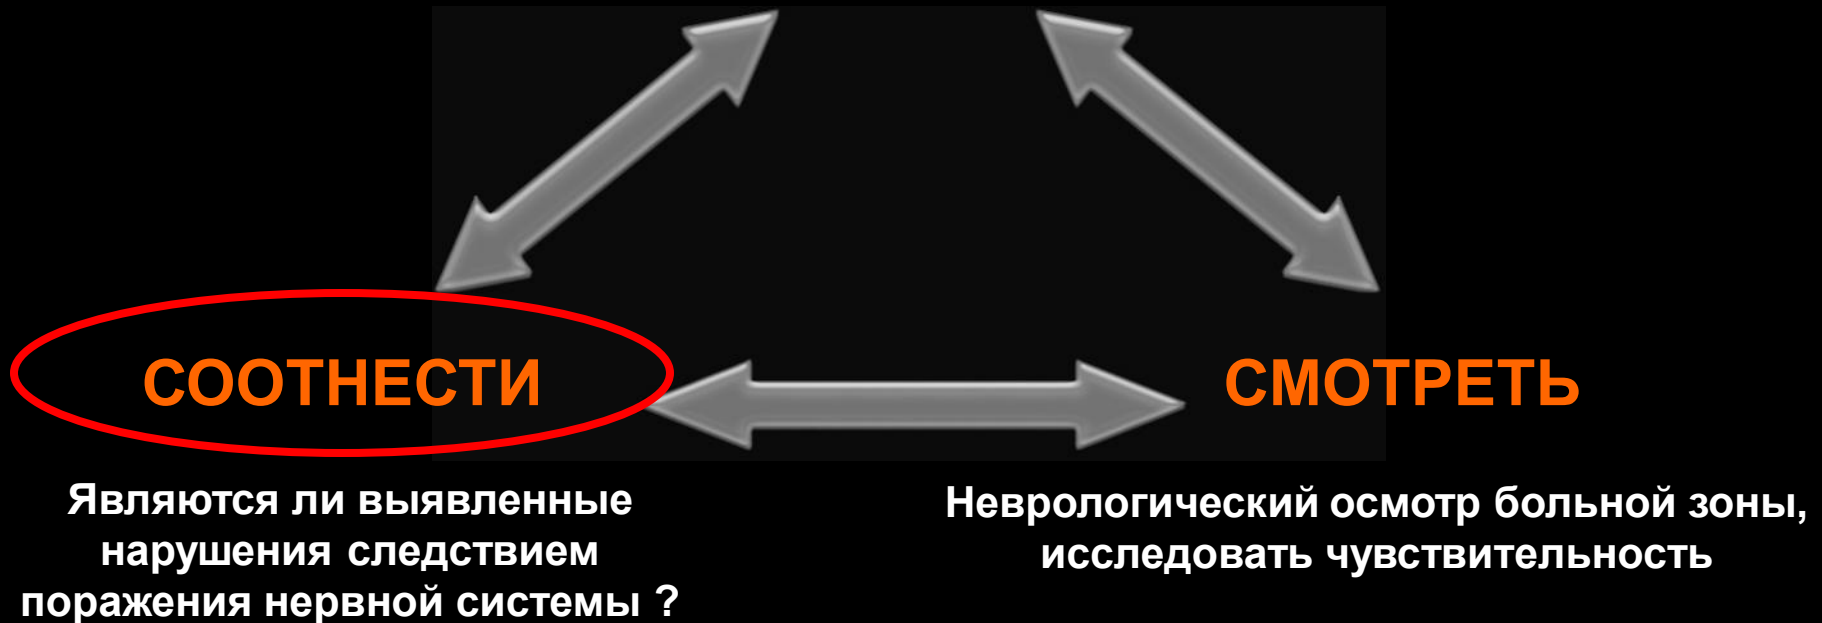 СООТНЕСТИ
Являются ли выявленные
нарушения следствием
поражения нервной системы ?
СМОТРЕТЬ
Неврологический осмотр больной зоны,
исследовать чувствительность